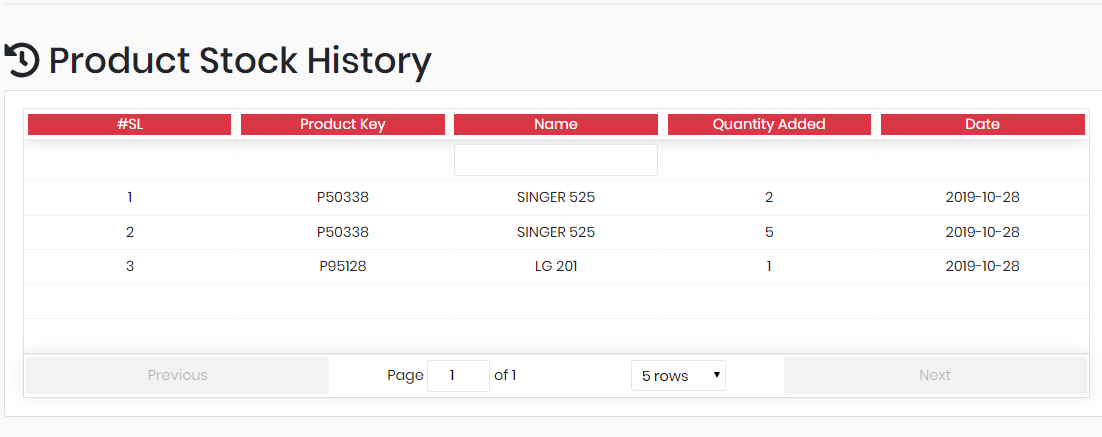 Product Stock History
#SL Product Key Name Quantity Added Date
1 P50338 SINGER 525 2 2019-10-28
2 P50338 SINGER 525 5 2019-10-28
3 P95128 LG 201 1 2019-10-28
Previous Page 1 of 1 5 rows Next